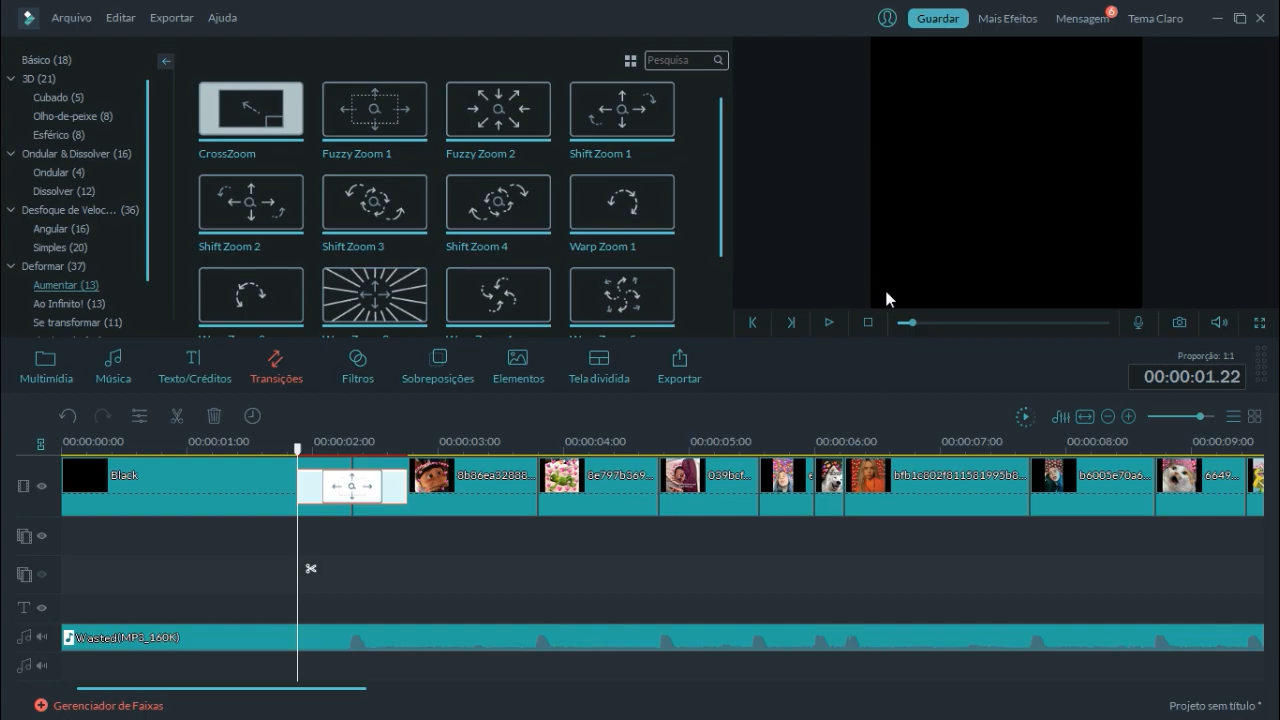 Arquivo Editar Exportar Ajuda
6
Guardar Mais Efeitos Mensagem Tema Claro
Básico (18)
3D (21)
Cubado (5)
Olho-de-peixe (8)
Esférico (8)
Ondular & Dissolver (16)
Ondular (4)
Dissolver (12)
Desfoque de Veloc... (36)
Angular (16)
Simples (20)
Deformar (37)
Aumentar (13)
Ao Infinito! (13)
Se transformar (11)
Pesquisa
CrossZoom Fuzzy Zoom 1 Fuzzy Zoom 2 Shift Zoom 1
Shift Zoom 2 Shift Zoom 3 Shift Zoom 4 Warp Zoom 1
Multimídia Música Texto/Créditos Transições Filtros Sobreposições Elementos Tela dividida Exportar
Proporção: 1:1
00:00:01.22
00:00:00:00 00:00:01:00 00:00:02:00 00:00:03:00 00:00:04:00 00:00:05:00 00:00:06:00 00:00:07:00 00:00:08:00 00:00:09:00
Black 8b86ea32888... 8e797b369... 039bcf... bfb1c802f811581995b8... b6005e70a6... 6649...
Wasted(MP3_160K)
Gerenciador de Faixas
Projeto sem título *